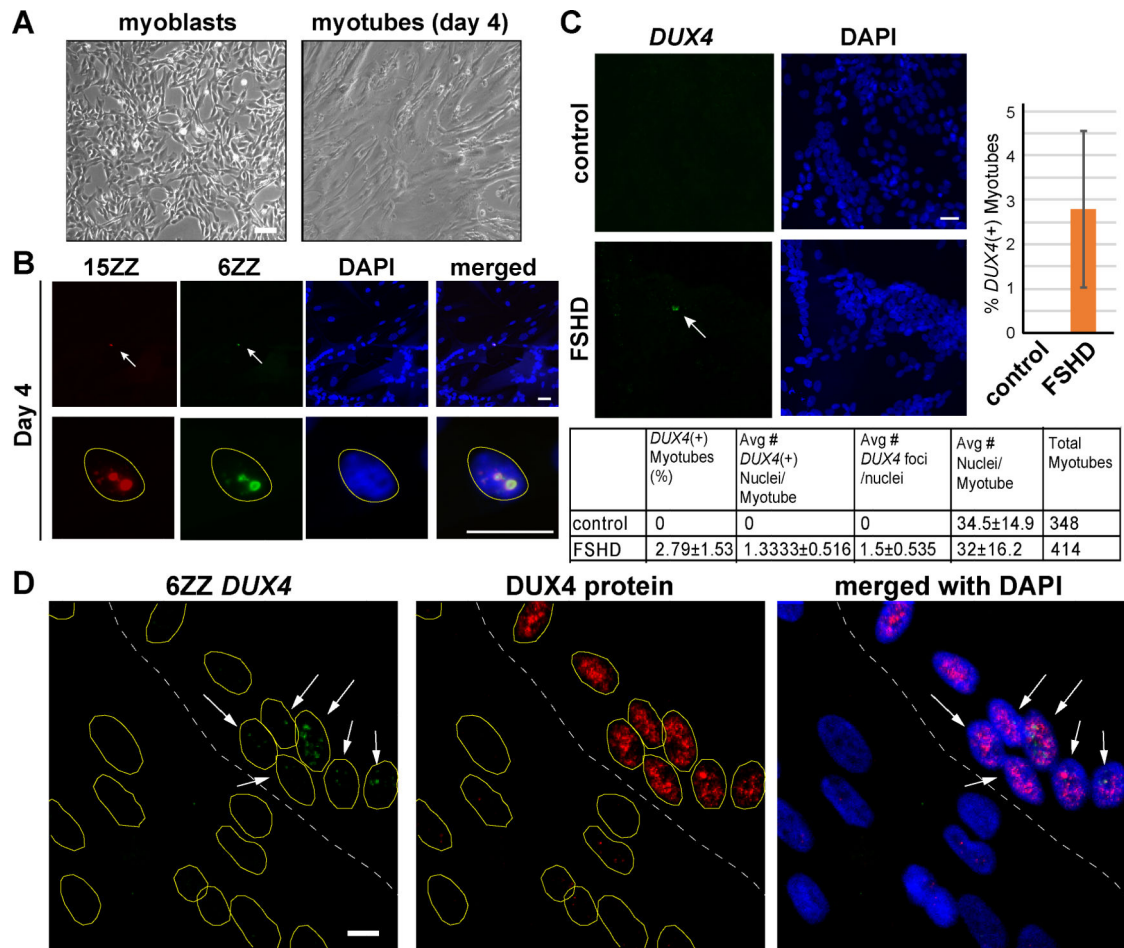 A
myoblasts
myotubes (day 4)
B
15ZZ
6ZZ
DAPI
merged
Day 4
C
DUX4
DAPI
control
FSHD
5
4
3
2
1
0
% DUX4(+) Myotubes
control
FSHD
DUX4(+)
Myotubes
(%)
Avg #
DUX4(+)
Nuclei/
Myotube
Avg #
DUX4 foci
/nuclei
Avg #
Nuclei/
Myotube
Total
Myotubes
control
0
0
0
34.5±14.9
348
FSHD
2.79±1.53
1.3333±0.516
1.5±0.535
32±16.2
414
D
6ZZ DUX4
DUX4 protein
merged with DAPI